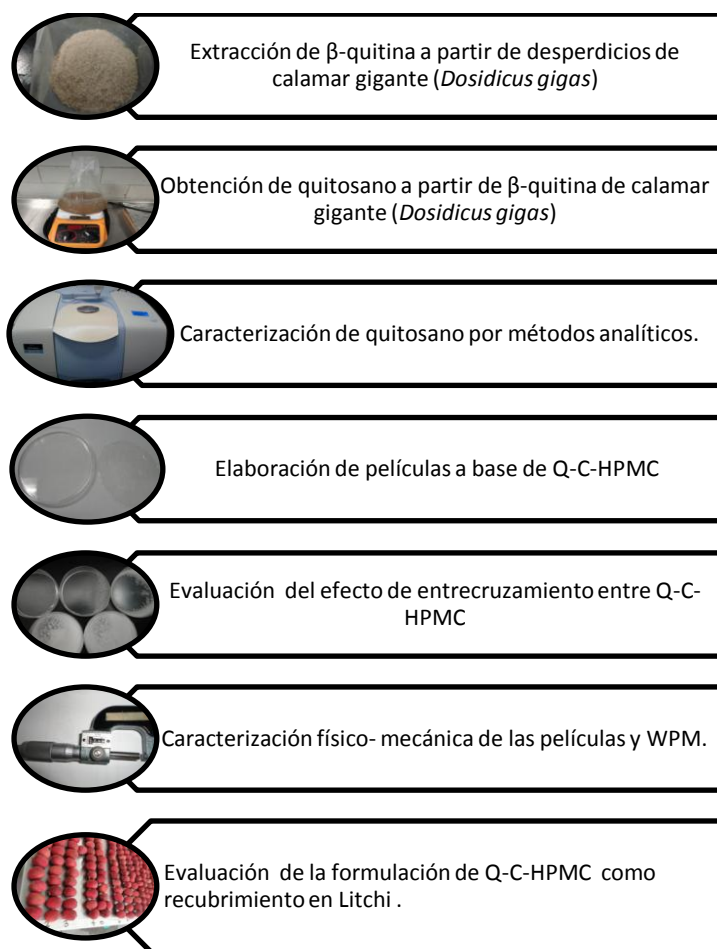 Extracción de β-quitina a partir de desperdicios de
calamar gigante (Dosidicus gigas)
Obtención de quitosano a partir de β-quitina de calamar
gigante (Dosidicus gigas)
Caracterización de quitosano por métodos analíticos.
Elaboración de películas a base de Q-C-HPMC
Evaluación del efecto de entrecruzamiento entre Q-C-
HPMC
Caracterización físico- mecánica de las películas y WPM.
Evaluación de la formulación de Q-C-HPMC como
recubrimiento en Litchi .